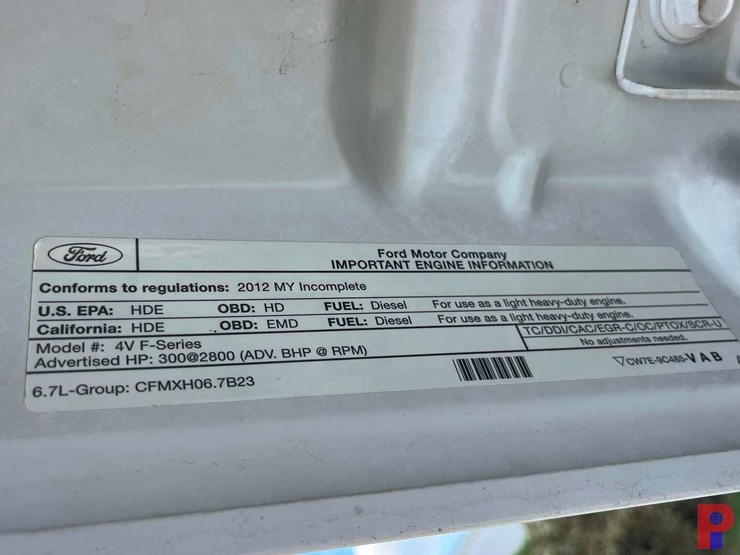 Ford
Ford Motor Company
IMPORTANT ENGINE INFORMATION
Conforms to regulations: 2012 MY Incomplete
U.S. EPA: HDE OBD: HD FUEL: Diesel For use as a light heavy-duty engine.
California: HDE OBD: EMD FUEL: Diesel For use as a light heavy-duty engine.
Model #: 4V F-Series
TC/DDI/CAC/EGR-C/OC/PTOX/SCR-U
Advertised HP: 300@2800 (ADV. BHP @ RPM)
No adjustments needed.
6.7L-Group: CFMXH06.7B23
CW7E-9C485-VAB